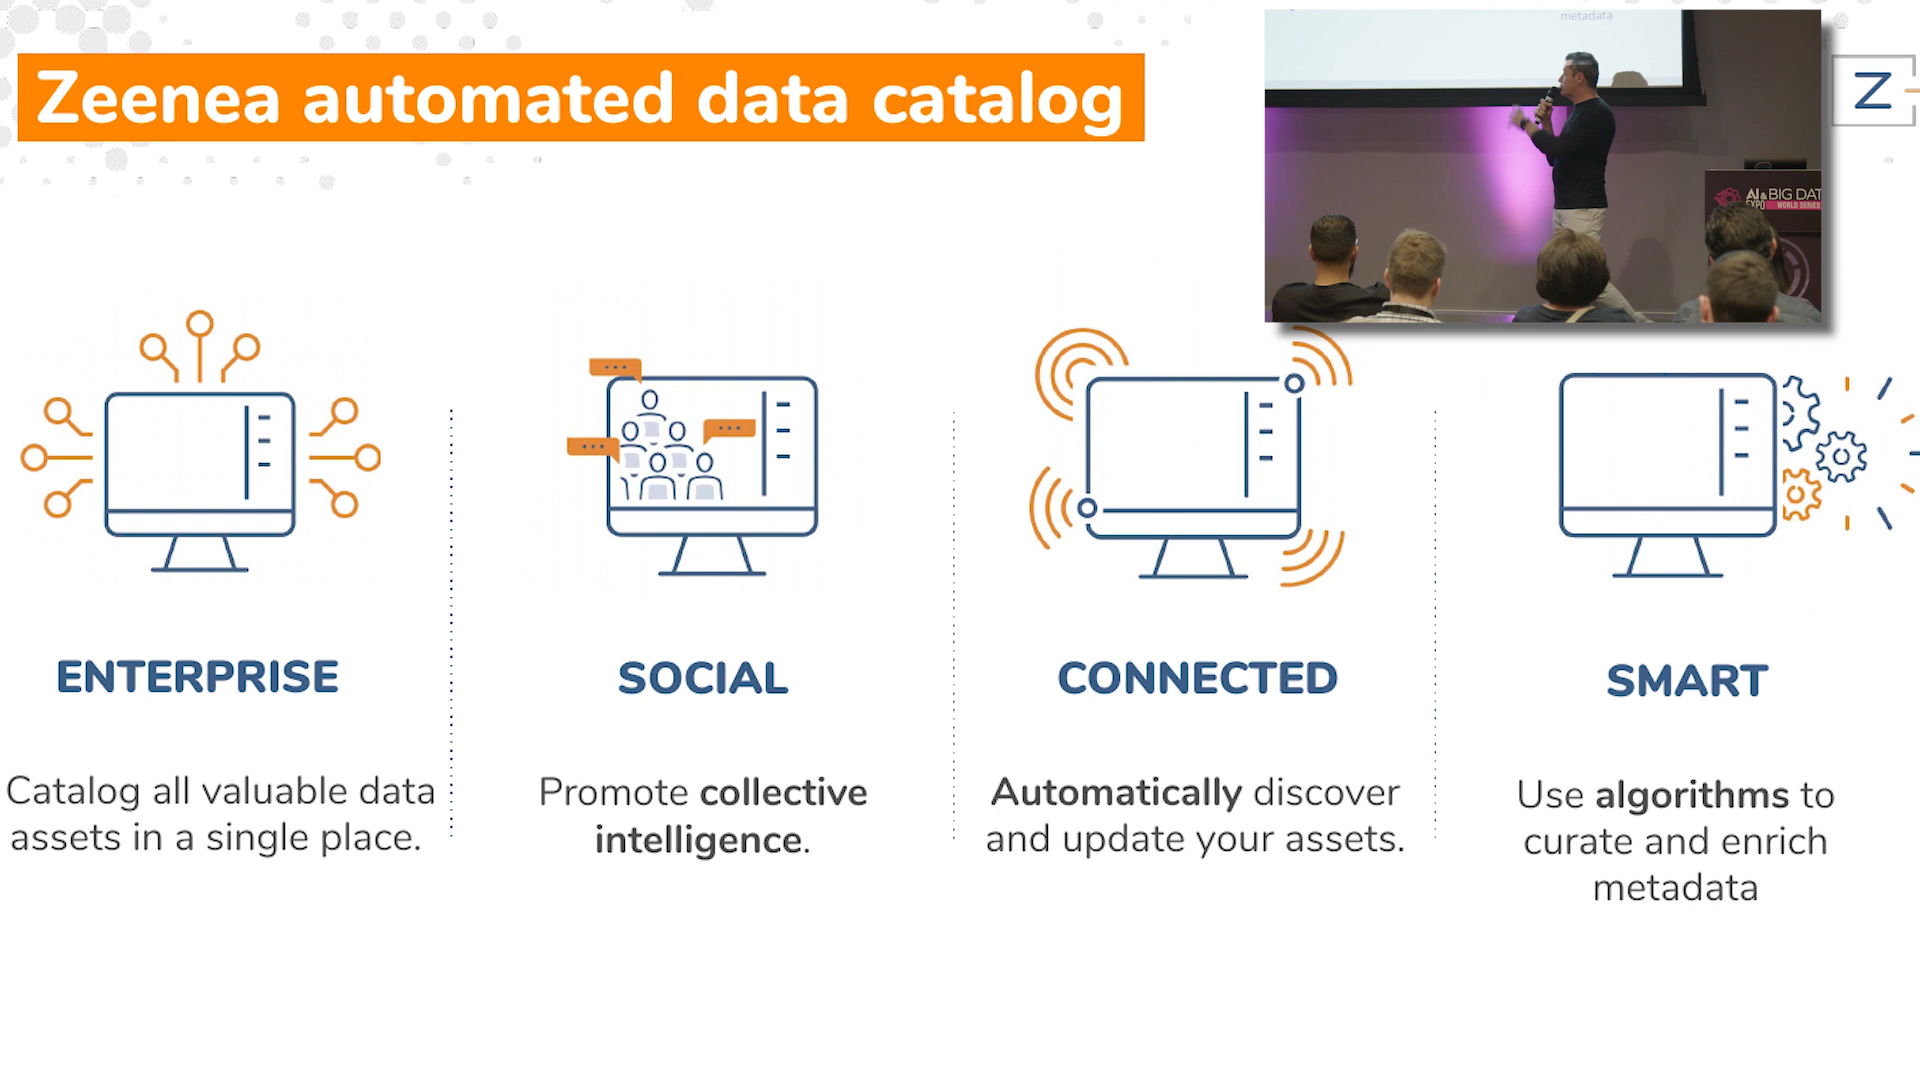 Zeenea automated data catalog
metadata
Z
AI & BIG DAT
EXPO WORLD SERIES
ENTERPRISE
SOCIAL
CONNECTED
SMART
Catalog all valuable data
assets in a single place.
Promote collective
intelligence.
Automatically discover
and update your assets.
Use algorithms to
curate and enrich
metadata